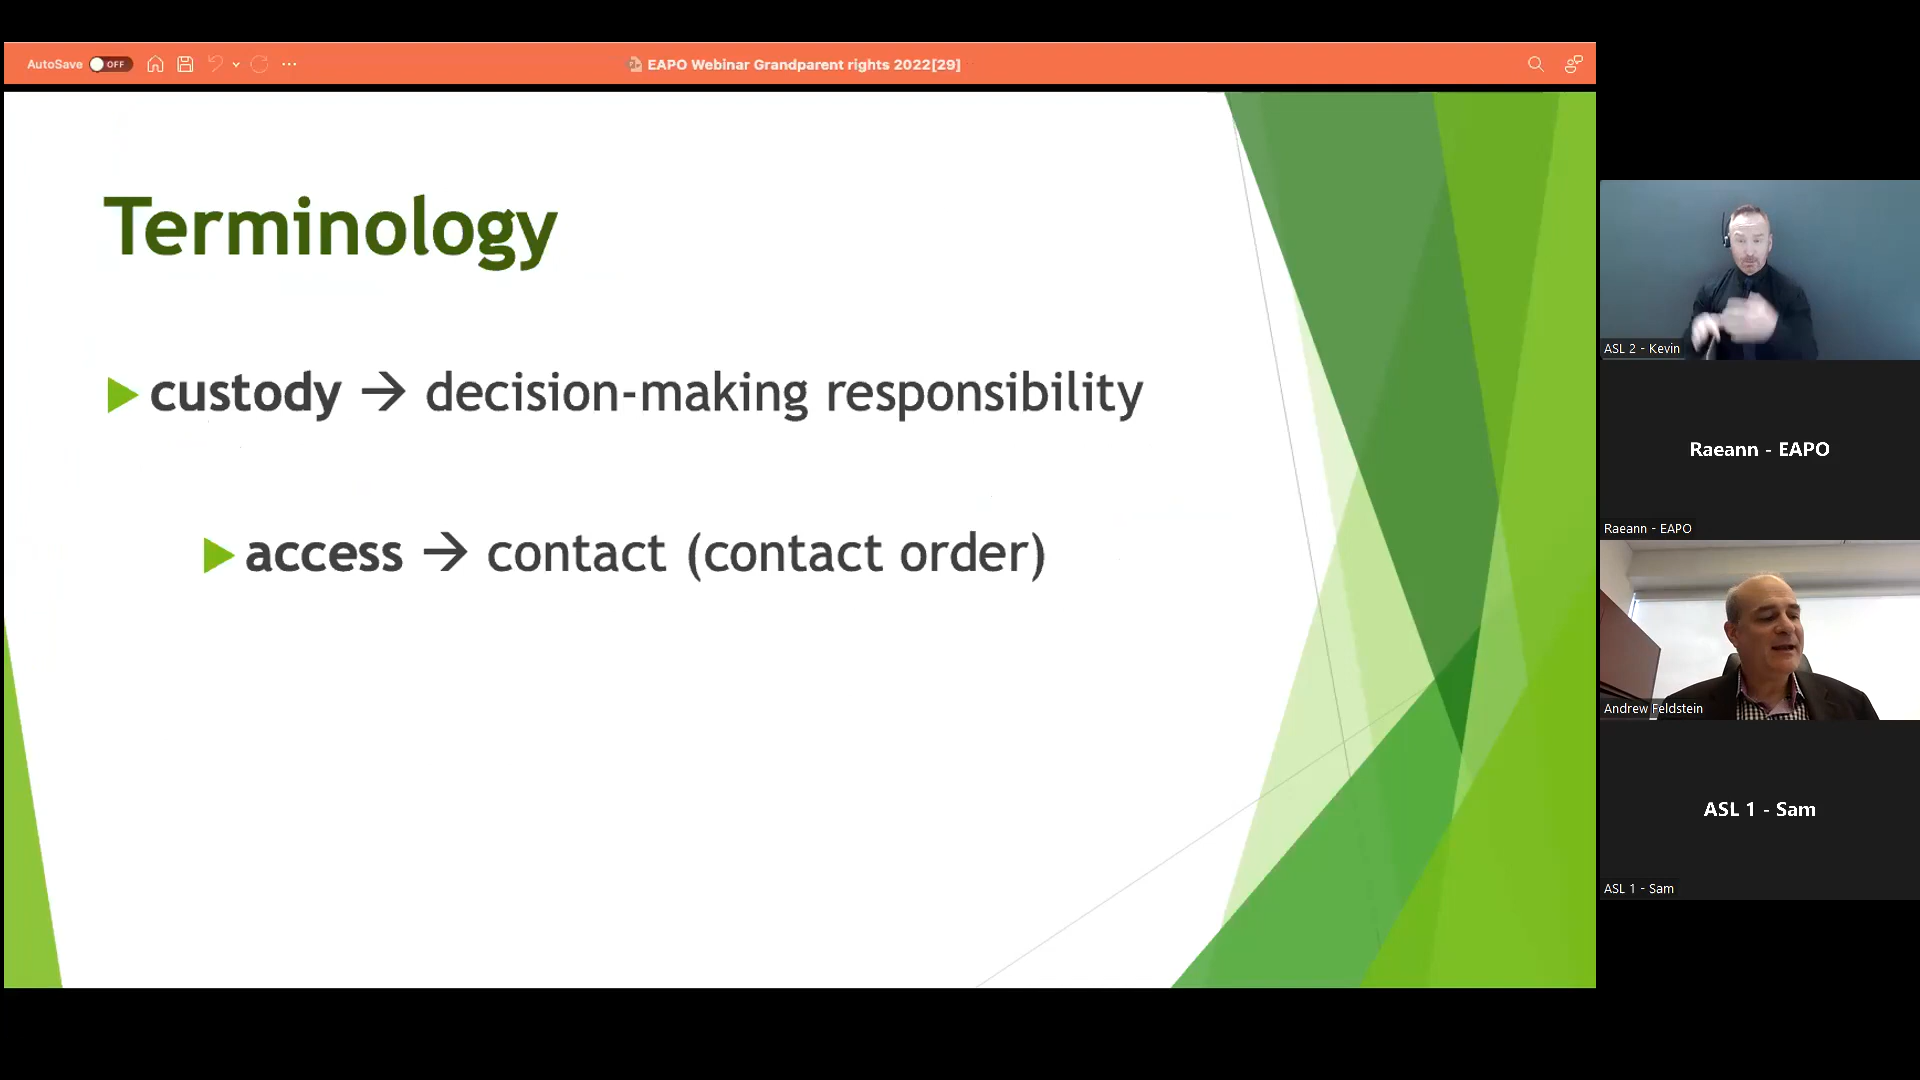 AutoSave OFF
EAPO Webinar Grandparent rights 2022[29]
Terminology
custody → decision-making responsibility
access → contact (contact order)
ASL 2 - Kevin
Raeann - EAPO
Raeann - EAPO
Andrew Feldstein
ASL 1 - Sam
ASL 1 - Sam